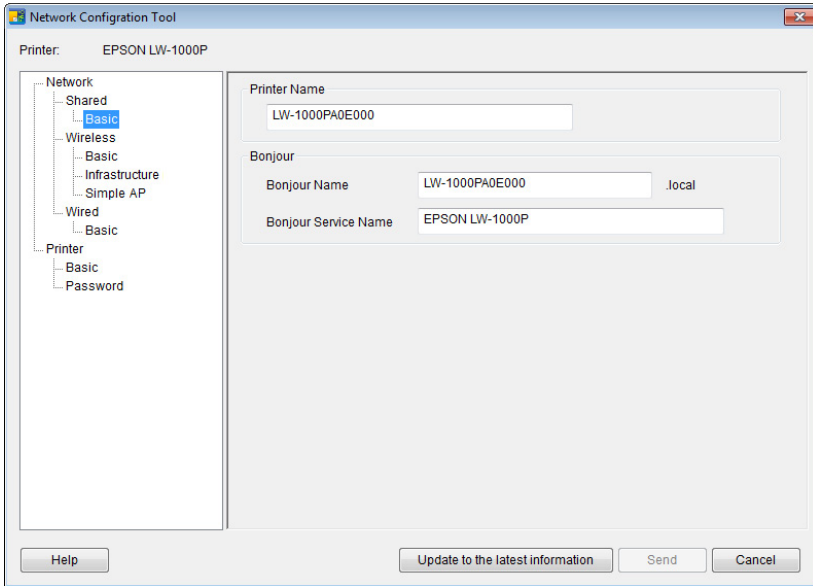 Network Configration Tool
Printer: EPSON LW-1000P
Network
Shared
Basic
Wireless
Basic
Infrastructure
Simple AP
Wired
Basic
Printer
Basic
Password
Printer Name
LW-1000PA0E000
Bonjour
Bonjour Name LW-1000PA0E000 .local
Bonjour Service Name EPSON LW-1000P
Help Update to the latest information Send Cancel